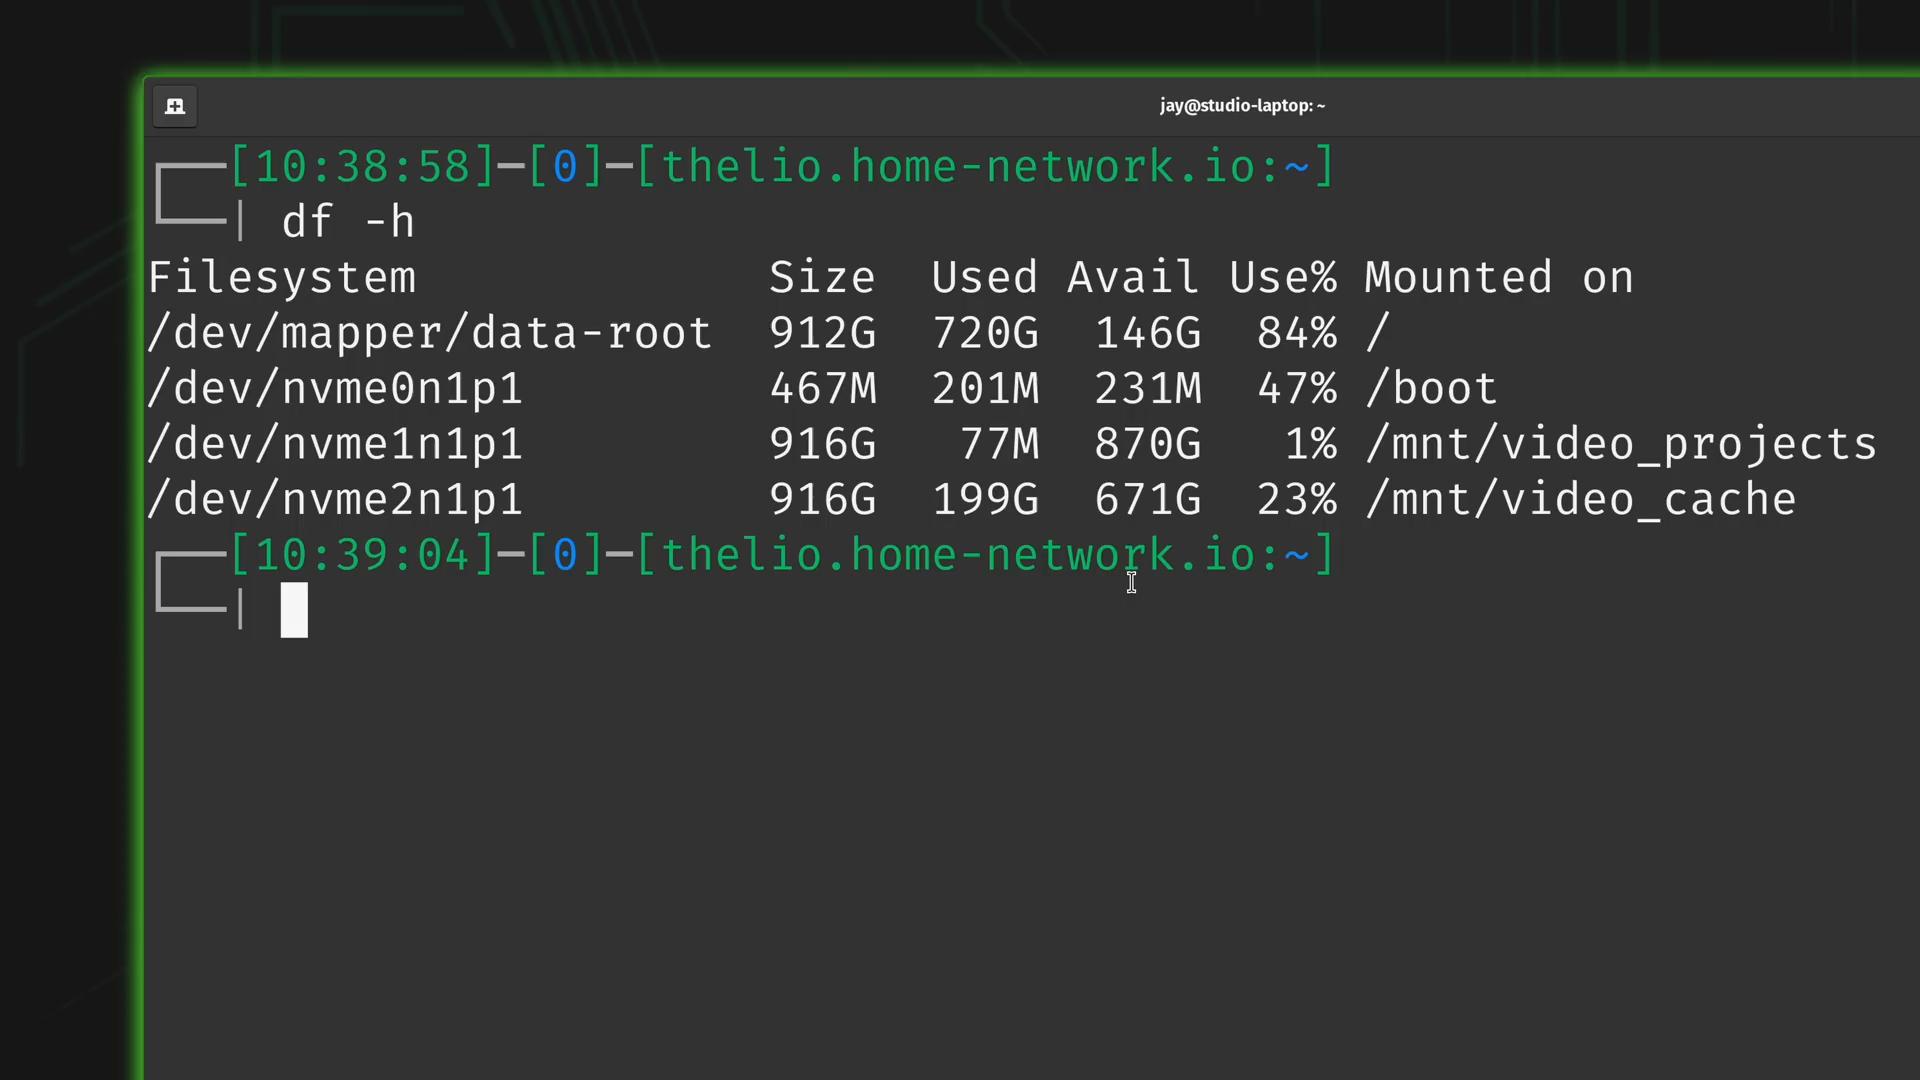 jay@studio-laptop: ~
┌──[10:38:58]─[0]─[thelio.home-network.io:~]
└──| df -h
Filesystem             Size  Used Avail Use% Mounted on
/dev/mapper/data-root  912G  720G  146G  84% /
/dev/nvme0n1p1         467M  201M  231M  47% /boot
/dev/nvme1n1p1         916G   77M  870G   1% /mnt/video_projects
/dev/nvme2n1p1         916G  199G  671G  23% /mnt/video_cache
┌──[10:39:04]─[0]─[thelio.home-network.io:~]
└──|